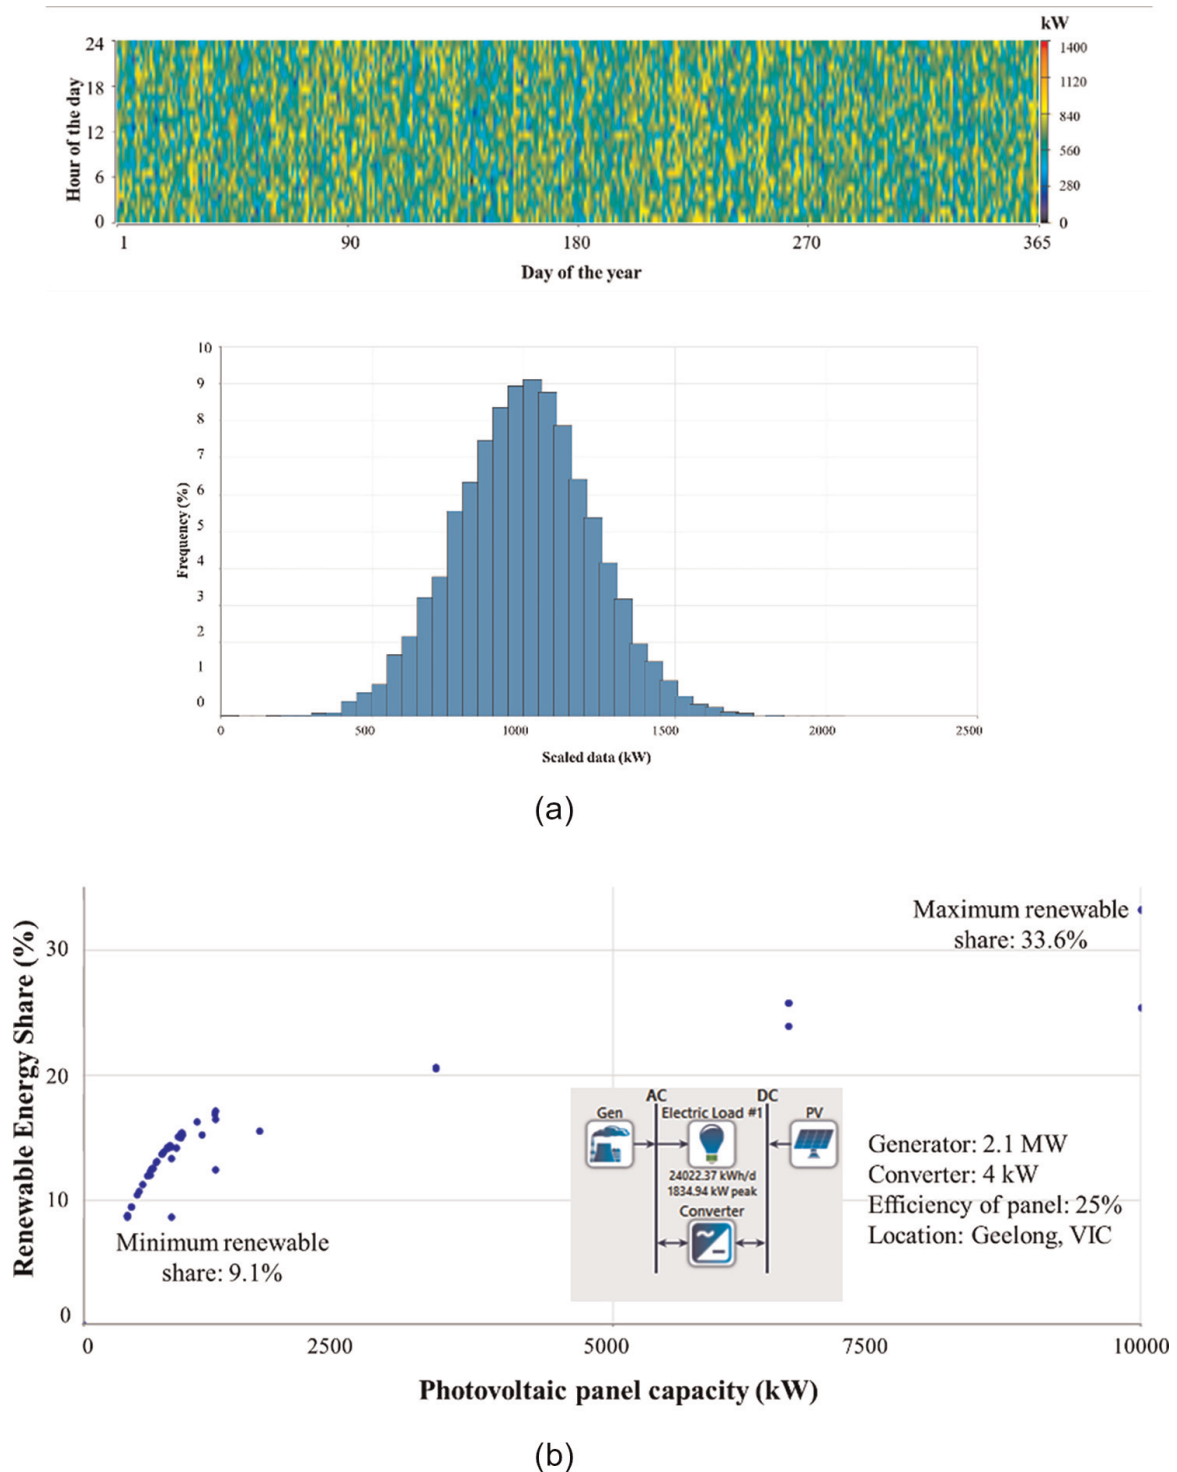 kW
24
18
12
6
0
Hour of the day
1400
1120
840
560
280
0
1
90
180
270
365
Day of the year
10
9
8
7
6
5
4
3
2
1
0
Frequency (%)
0
500
1000
1500
2000
2500
Scaled data (kW)
(a)
Renewable Energy Share (%)
30
20
10
0
Maximum renewable
share: 33.6%
Minimum renewable
share: 9.1%
AC
DC
Gen
Electric Load #1
PV
24022.37 kWh/d
1834.94 kW peak
Converter
Generator: 2.1 MW
Converter: 4 kW
Efficiency of panel: 25%
Location: Geelong, VIC
0
2500
5000
7500
10000
Photovoltaic panel capacity (kW)
(b)